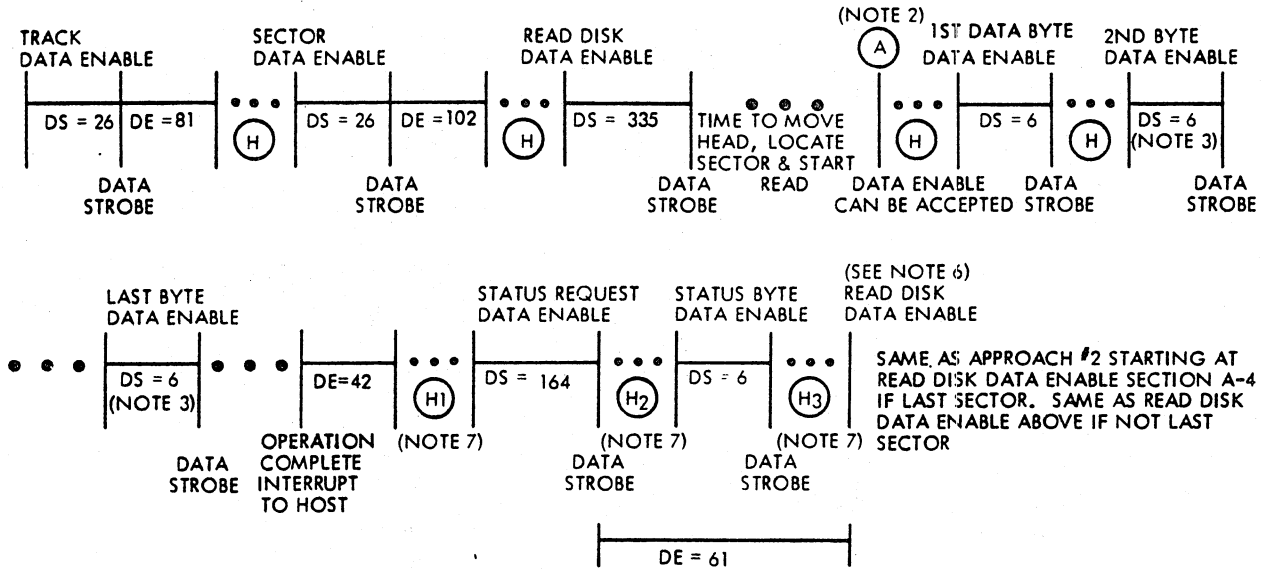 (NOTE 2)
TRACK
DATA ENABLE
SECTOR
DATA ENABLE
READ DISK
DATA ENABLE
A
1ST DATA BYTE
DATA ENABLE
2ND BYTE
DATA ENABLE
DS = 26
DE = 81
H
DS = 26
DE = 102
H
DS = 335
TIME TO MOVE
HEAD, LOCATE
SECTOR & START
READ
H
DS = 6
H
DS = 6
(NOTE 3)
DATA
STROBE
DATA
STROBE
DATA
STROBE
DATA ENABLE
CAN BE ACCEPTED
DATA
STROBE
DATA
STROBE
LAST BYTE
DATA ENABLE
STATUS REQUEST
DATA ENABLE
STATUS BYTE
DATA ENABLE
(SEE NOTE 6)
READ DISK
DATA ENABLE
DS = 6
(NOTE 3)
DE=42
H1
(NOTE 7)
DS = 164
H2
(NOTE 7)
DS = 6
H3
(NOTE 7)
SAME AS APPROACH #2 STARTING AT
READ DISK DATA ENABLE SECTION A-4
IF LAST SECTOR. SAME AS READ DISK
DATA ENABLE ABOVE IF NOT LAST
SECTOR
DATA
STROBE
OPERATION
COMPLETE
INTERRUPT
TO HOST
DATA
STROBE
DATA
STROBE
DE = 61